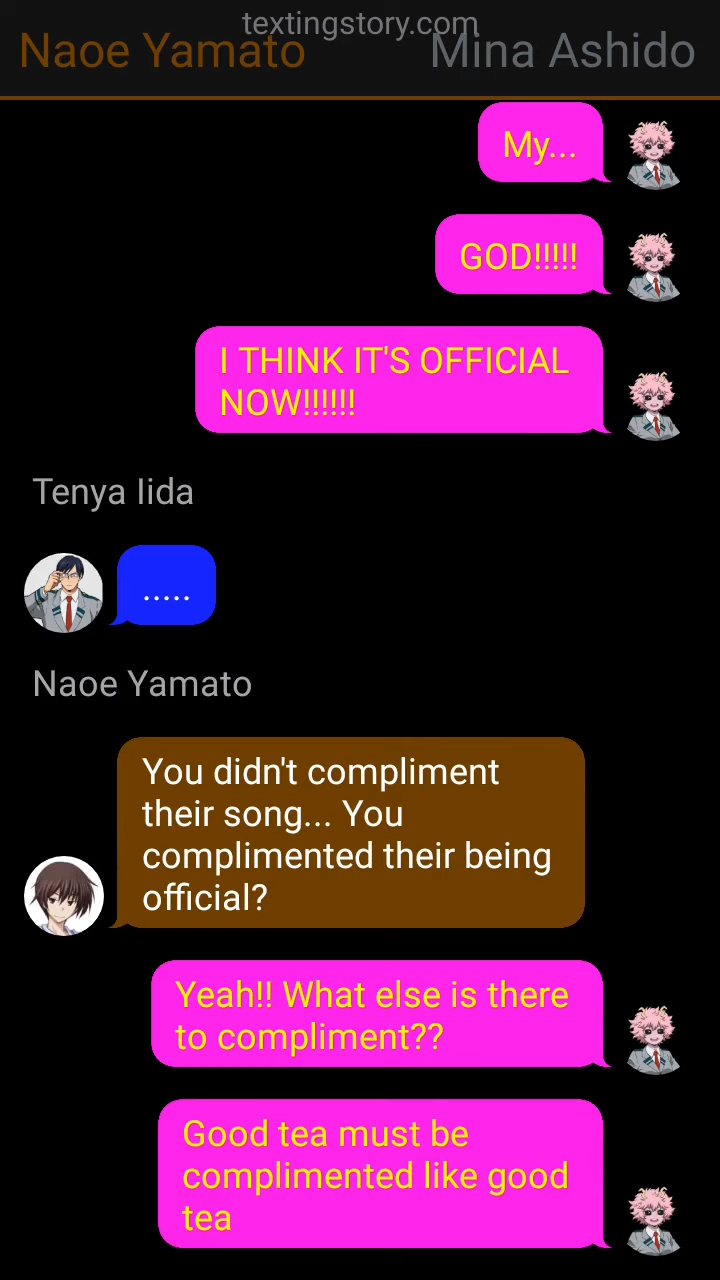 textingstory.com
Naoe Yamato
Mina Ashido
My...
GOD!!!!!
I THINK IT'S OFFICIAL
NOW!!!!!!
Tenya Iida
.....
Naoe Yamato
You didn't compliment
their song... You
complimented their being
official?
Yeah!! What else is there
to compliment??
Good tea must be
complimented like good
tea